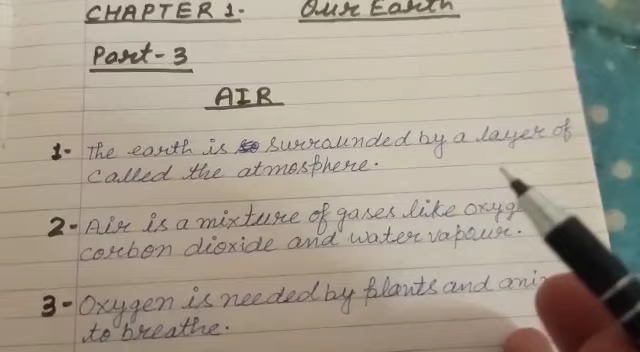 CHAPTER 1. Our Earth
Part-3
AIR
1- The earth is surrounded by a layer of
called the atmosphere.
2- Air is a mixture of gases like
carbon dioxide and water vapour.
3- Oxygen is needed by plants and
to breathe.